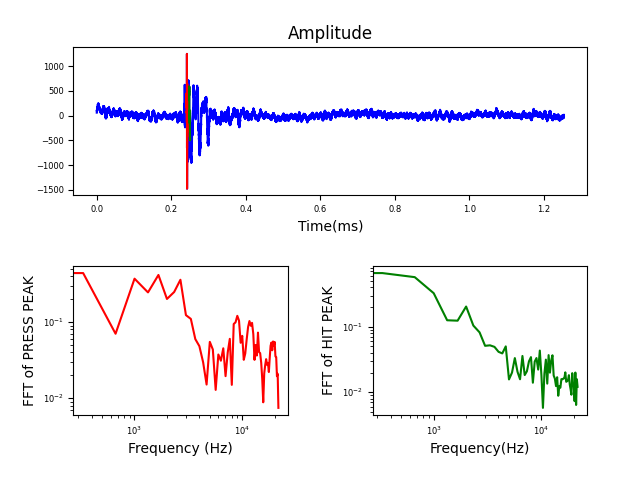 Amplitude
1000
500
0
−500
−1000
−1500
0.0 0.2 0.4 0.6 0.8 1.0 1.2
Time(ms)
FFT of PRESS PEAK
10⁻¹
10⁻²
10³ 10⁴
Frequency (Hz)
FFT of HIT PEAK
10⁻¹
10⁻²
10³ 10⁴
Frequency(Hz)